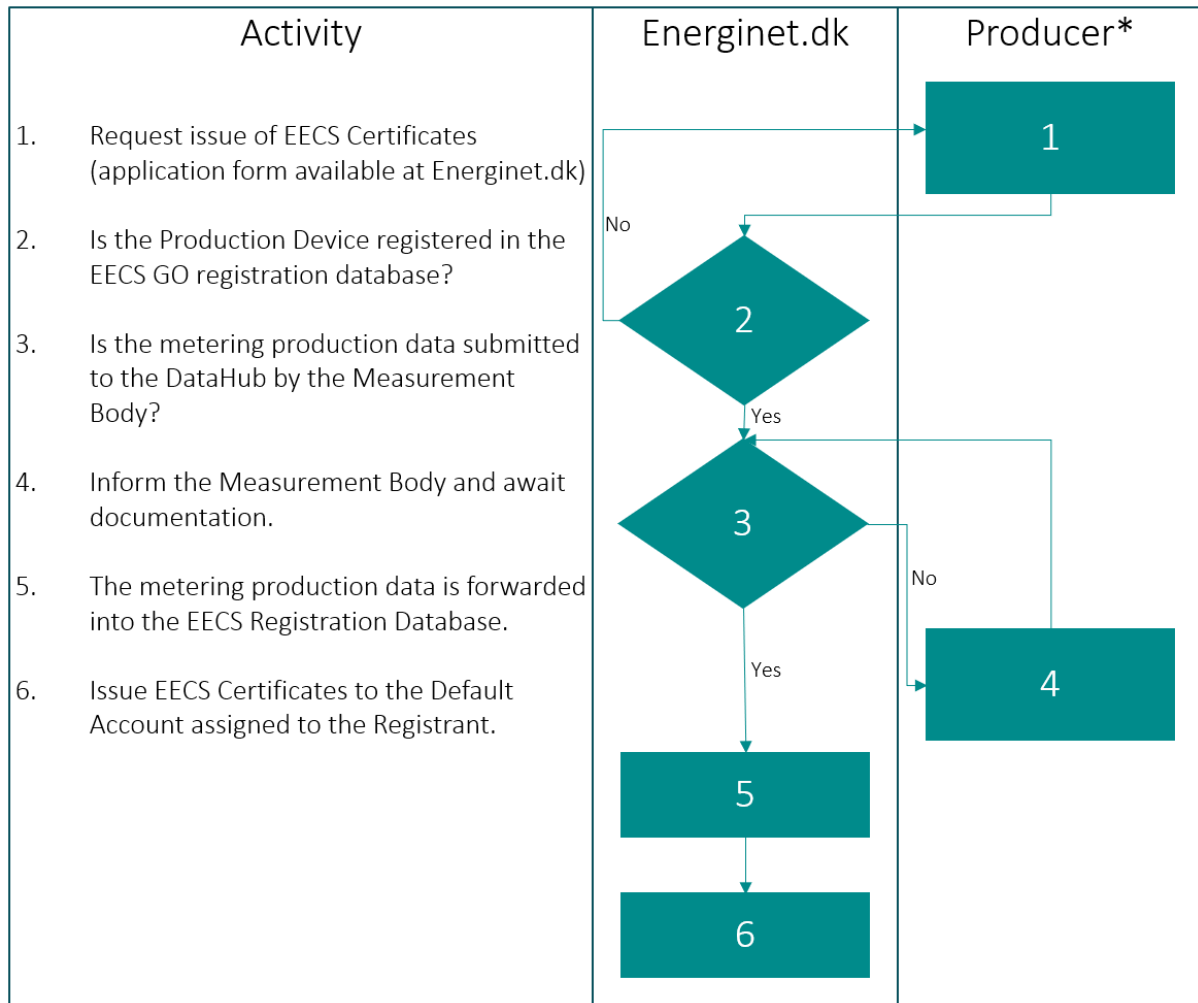 Activity
Energinet.dk
Producer*
1. Request issue of EECS Certificates
(application form available at Energinet.dk)
2. Is the Production Device registered in the
EECS GO registration database?
3. Is the metering production data submitted
to the DataHub by the Measurement
Body?
4. Inform the Measurement Body and await
documentation.
5. The metering production data is forwarded
into the EECS Registration Database.
6. Issue EECS Certificates to the Default
Account assigned to the Registrant.
1
No
2
Yes
3
No
4
Yes
5
6